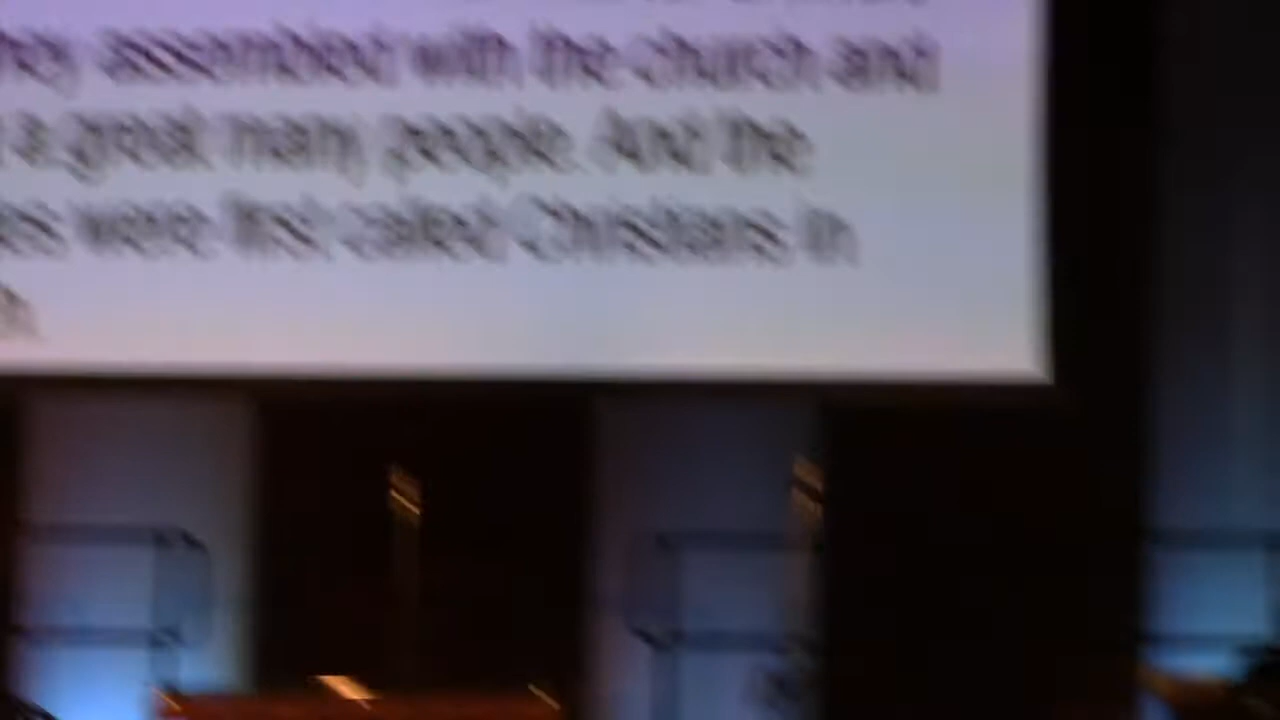 assembled with the church and
a great many people. And the
were first called Christians in